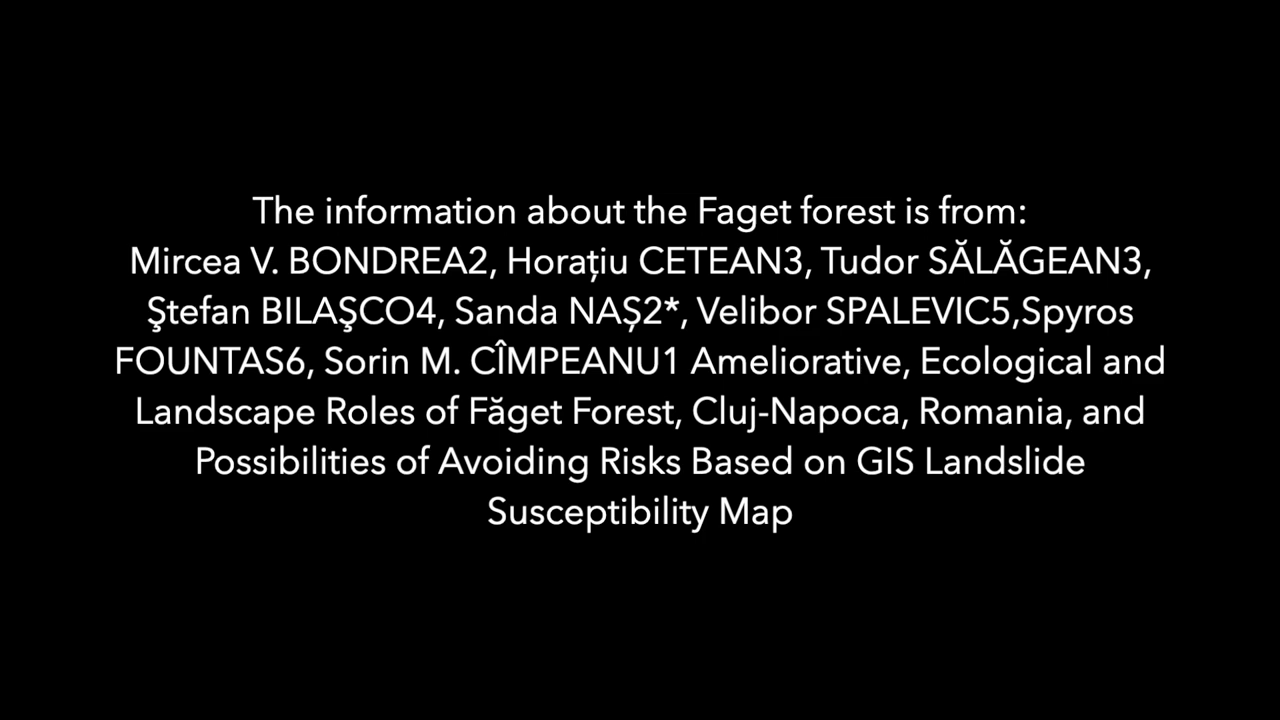 The information about the Faget forest is from:
Mircea V. BONDREA2, Horațiu CETEAN3, Tudor SĂLĂGEAN3,
Ştefan BILAŞCO4, Sanda NAȘ2*, Velibor SPALEVIC5,Spyros
FOUNTAS6, Sorin M. CÎMPEANU1 Ameliorative, Ecological and
Landscape Roles of Făget Forest, Cluj-Napoca, Romania, and
Possibilities of Avoiding Risks Based on GIS Landslide
Susceptibility Map